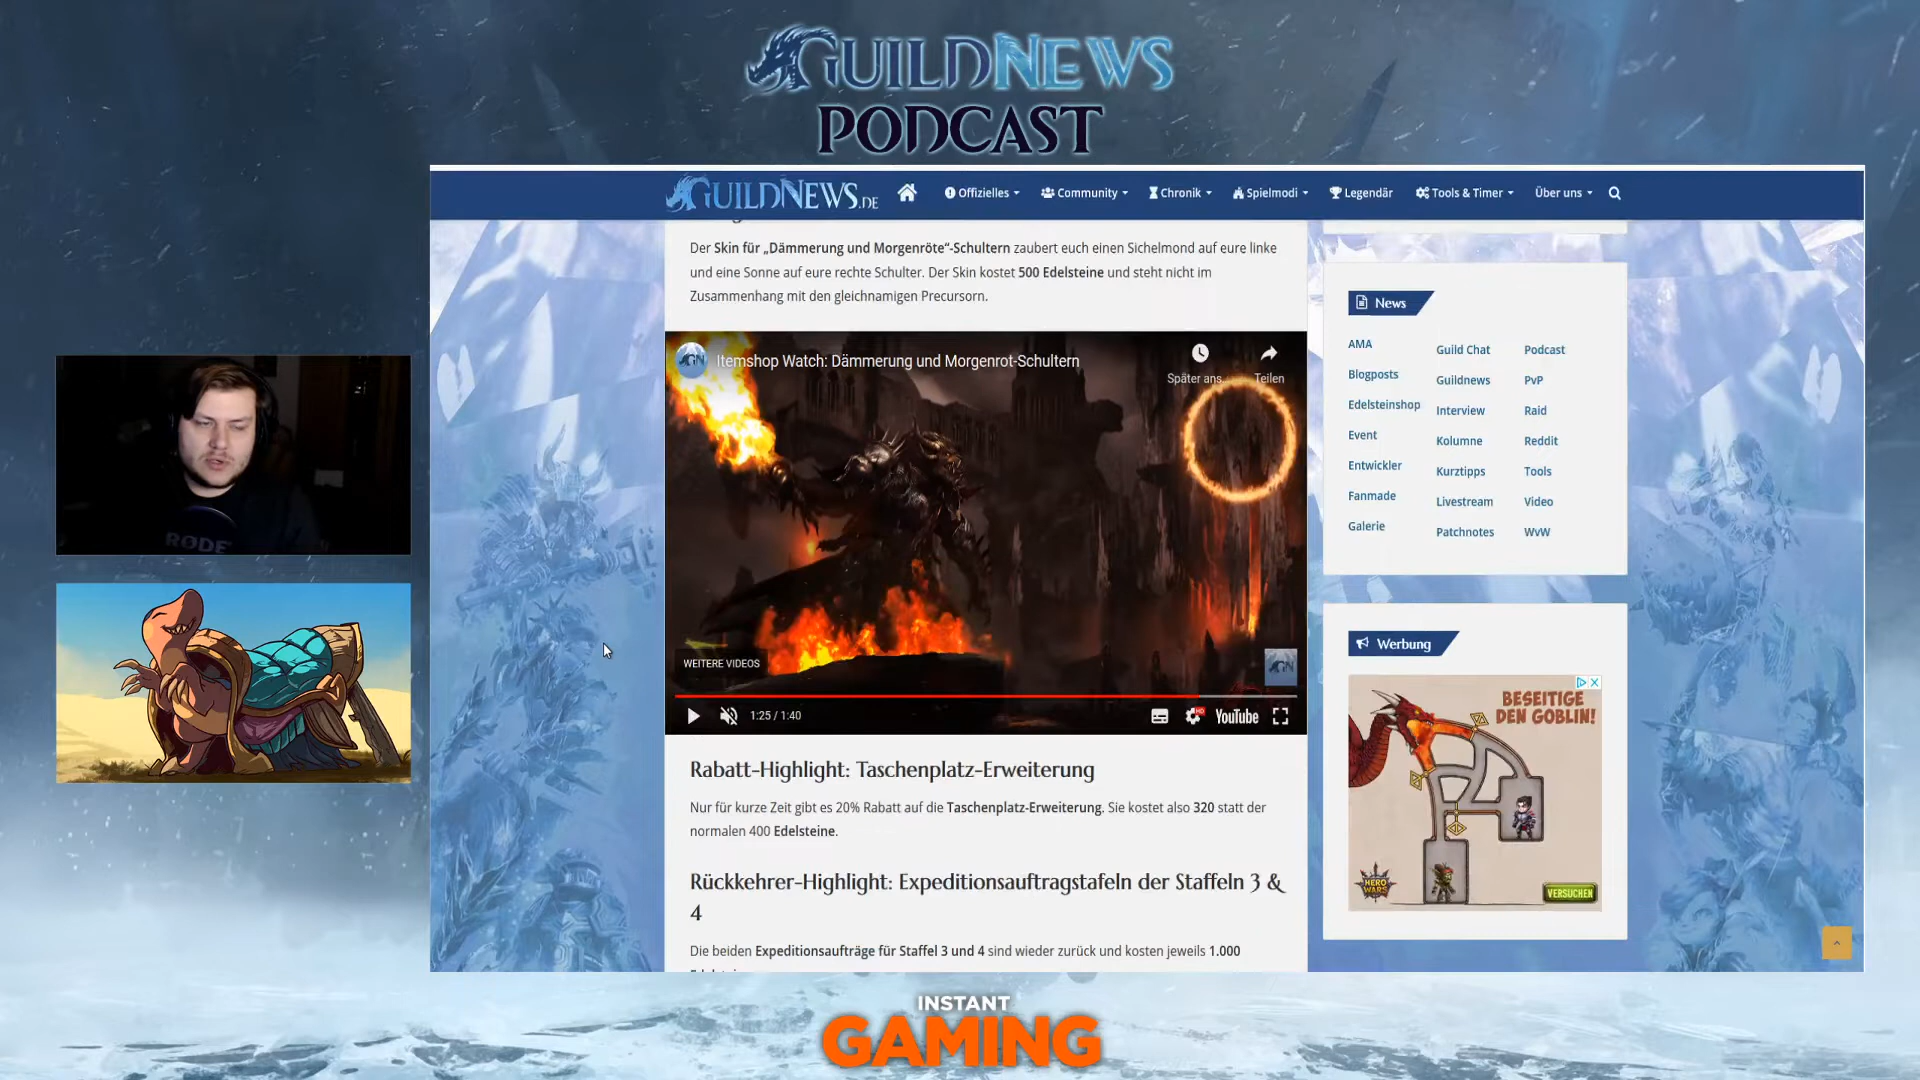 GUILDNEWS
PODCAST
GUILDNEWS.DE
Offizielles
Community
Chronik
Spielmodi
Legendär
Tools & Timer
Über uns
Der Skin für „Dämmerung und Morgenröte“-Schultern zaubert euch einen Sichelmond auf eure linke
und eine Sonne auf eure rechte Schulter. Der Skin kostet 500 Edelsteine und steht nicht im
Zusammenhang mit den gleichnamigen Precursorn.
Itemshop Watch: Dämmerung und Morgenrot-Schultern
Später ans...
Teilen
WEITERE VIDEOS
1:25 / 1:40
HD
YouTube
Rabatt-Highlight: Taschenplatz-Erweiterung
Nur für kurze Zeit gibt es 20% Rabatt auf die Taschenplatz-Erweiterung. Sie kostet also 320 statt der
normalen 400 Edelsteine.
Rückkehrer-Highlight: Expeditionsauftragstafeln der Staffeln 3 &
4
Die beiden Expeditionsaufträge für Staffel 3 und 4 sind wieder zurück und kosten jeweils 1.000
News
AMA
Blogposts
Edelsteinshop
Event
Entwickler
Fanmade
Galerie
Guild Chat
Guildnews
Interview
Kolumne
Kurztipps
Livestream
Patchnotes
Podcast
PvP
Raid
Reddit
Tools
Video
WvW
Werbung
BESEITIGE
DEN GOBLIN!
HERO
WARS
VERSUCHEN
RØDE
INSTANT
GAMING